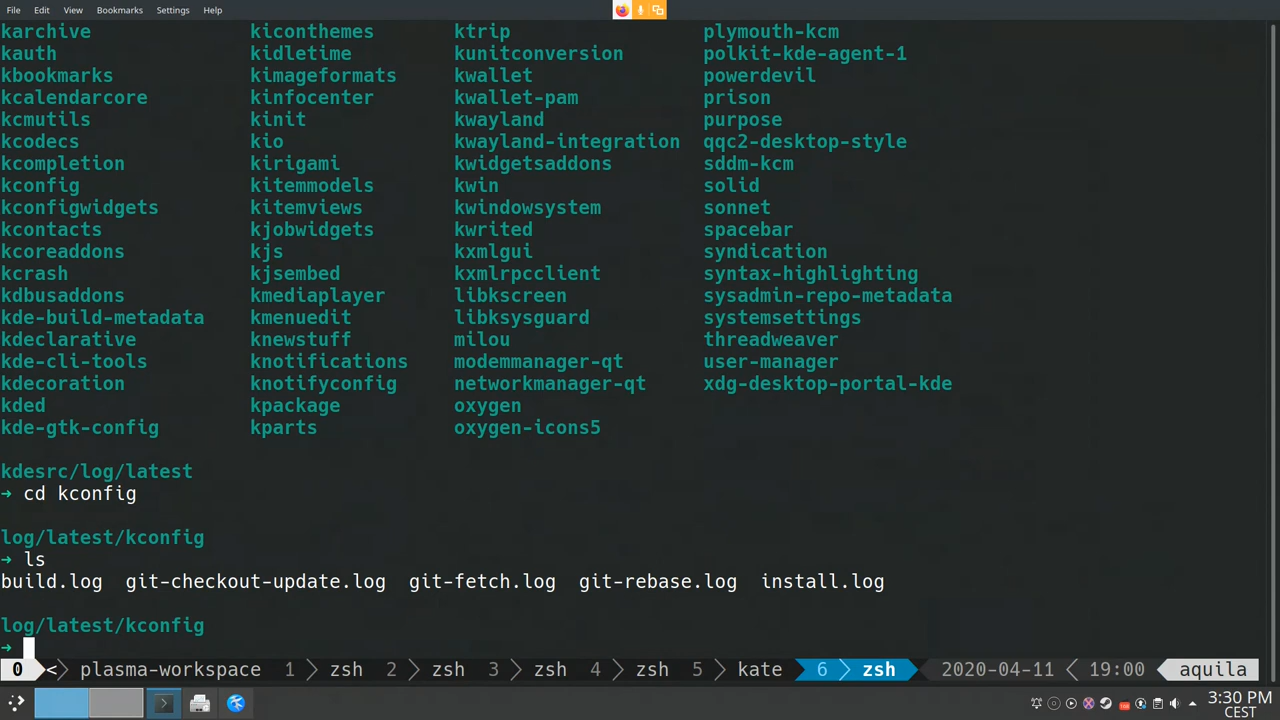 File Edit View Bookmarks Settings Help
karchive kiconthemes ktrip plymouth-kcm
kauth kidletime kunitconversion polkit-kde-agent-1
kbookmarks kimageformats kwallet powerdevil
kcalendarcore kinfocenter kwallet-pam prison
kcmutils kinit kwayland purpose
kcodecs kio kwayland-integration qqc2-desktop-style
kcompletion kirigami kwidgetsaddons sddm-kcm
kconfig kitemmodels kwin solid
kconfigwidgets kitemviews kwindowsystem sonnet
kcontacts kjobwidgets kwrited spacebar
kcoreaddons kjs kxmlgui syndication
kcrash kjsembed kxmlrpcclient syntax-highlighting
kdbusaddons kmediaplayer libkscreen sysadmin-repo-metadata
kde-build-metadata kmenuedit libksysguard systemsettings
kdeclarative knewstuff milou threadweaver
kde-cli-tools knotifications modemmanager-qt user-manager
kdecoration knotifyconfig networkmanager-qt xdg-desktop-portal-kde
kded kpackage oxygen
kde-gtk-config kparts oxygen-icons5
kdesrc/log/latest
➜ cd kconfig
log/latest/kconfig
➜ ls
build.log git-checkout-update.log git-fetch.log git-rebase.log install.log
log/latest/kconfig
➜
0 < plasma-workspace 1 zsh 2 zsh 3 zsh 4 zsh 5 kate 6 zsh 2020-04-11 19:00 aquila
3:30 PM
CEST